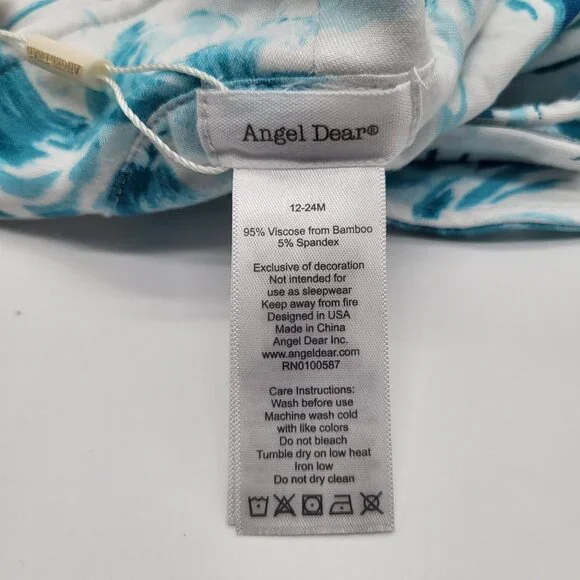 ANGEL DEAR
Angel Dear®
12-24M
95% Viscose from Bamboo
5% Spandex
Exclusive of decoration
Not intended for
use as sleepwear
Keep away from fire
Designed in USA
Made in China
Angel Dear Inc.
www.angeldear.com
RN0100587
Care Instructions:
Wash before use
Machine wash cold
with like colors
Do not bleach
Tumble dry on low heat
Iron low
Do not dry clean